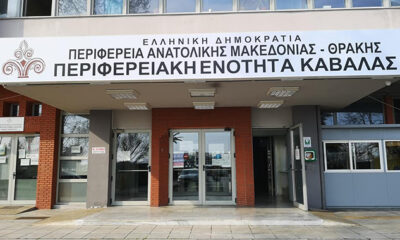 ΕΛΛΗΝΙΚΗ ΔΗΜΟΚΡΑΤΙΑ
ΠΕΡΙΦΕΡΕΙΑ ΑΝΑΤΟΛΙΚΗΣ ΜΑΚΕΔΟΝΙΑΣ - ΘΡΑΚΗΣ
ΠΕΡΙΦΕΡΕΙΑΚΗ ΕΝΟΤΗΤΑ ΚΑΒΑΛΑΣ